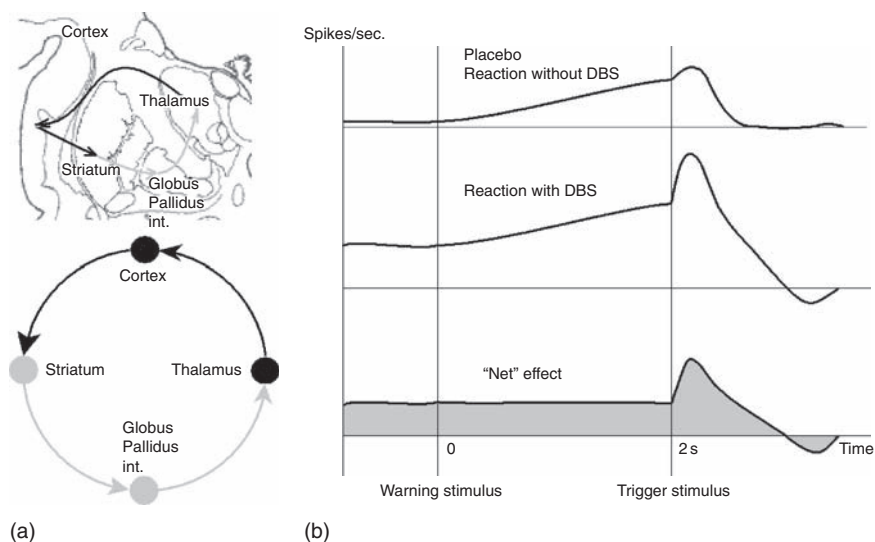 Cortex
Thalamus
Striatum
Globus
Pallidus
int.
Cortex
Striatum
Thalamus
Globus
Pallidus
int.
(a)
Spikes/sec.
Placebo
Reaction without DBS
Reaction with DBS
“Net” effect
0
2 s
Time
Warning stimulus
Trigger stimulus
(b)